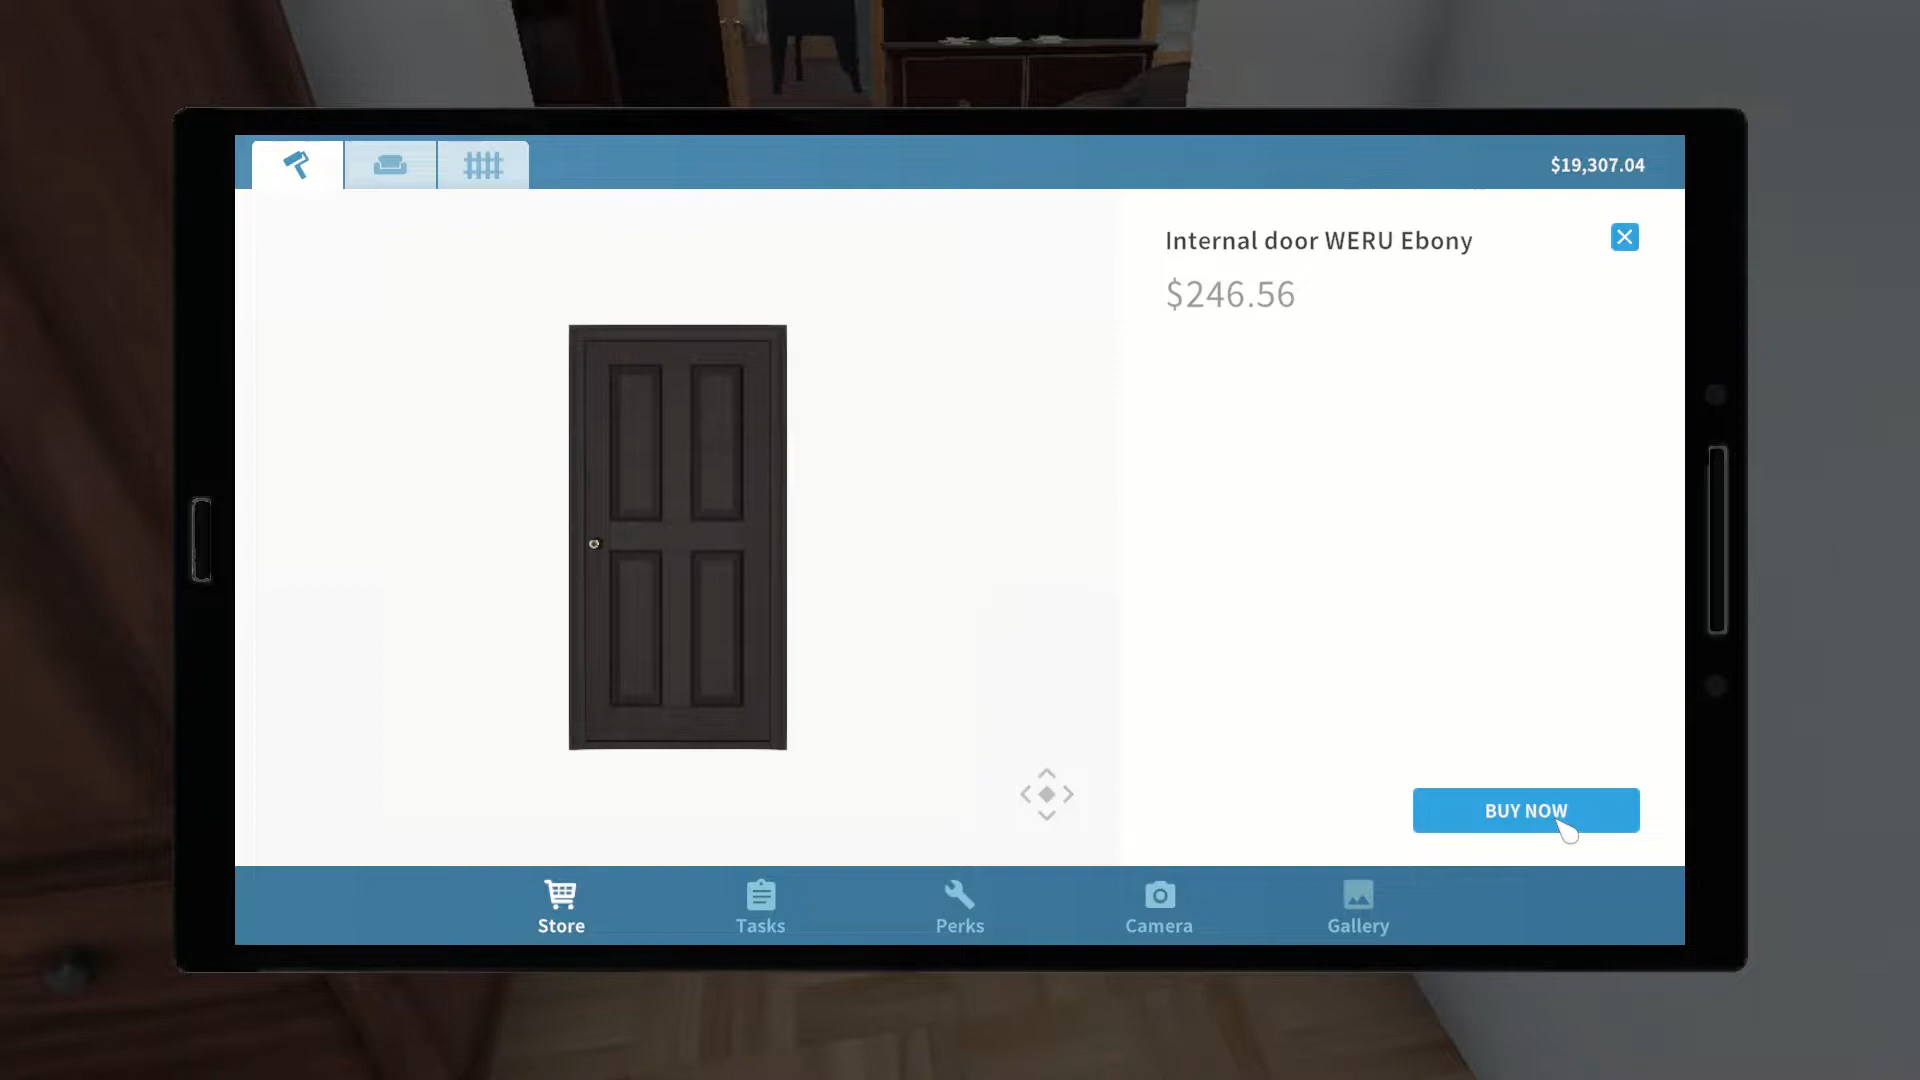 $19,307.04
Internal door WERU Ebony
$246.56
BUY NOW
Store
Tasks
Perks
Camera
Gallery